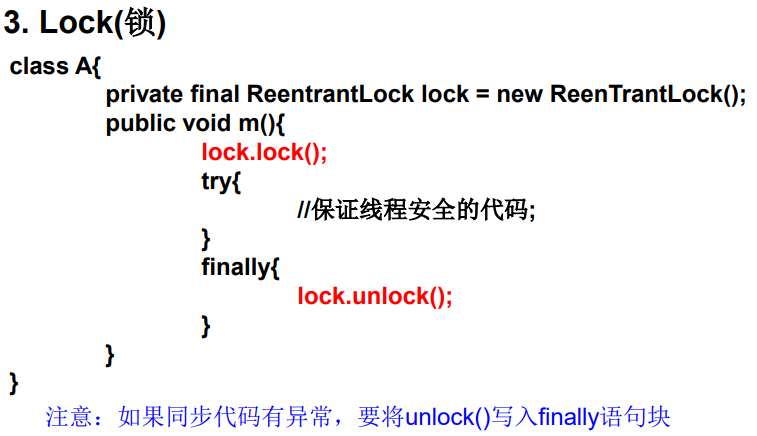 3. Lock(锁)
class A{
private final ReentrantLock lock = new ReenTrantLock();
public void m(){
lock.lock();
try{
//保证线程安全的代码;
}
finally{
lock.unlock();
}
}
}
注意：如果同步代码有异常，要将unlock()写入finally语句块